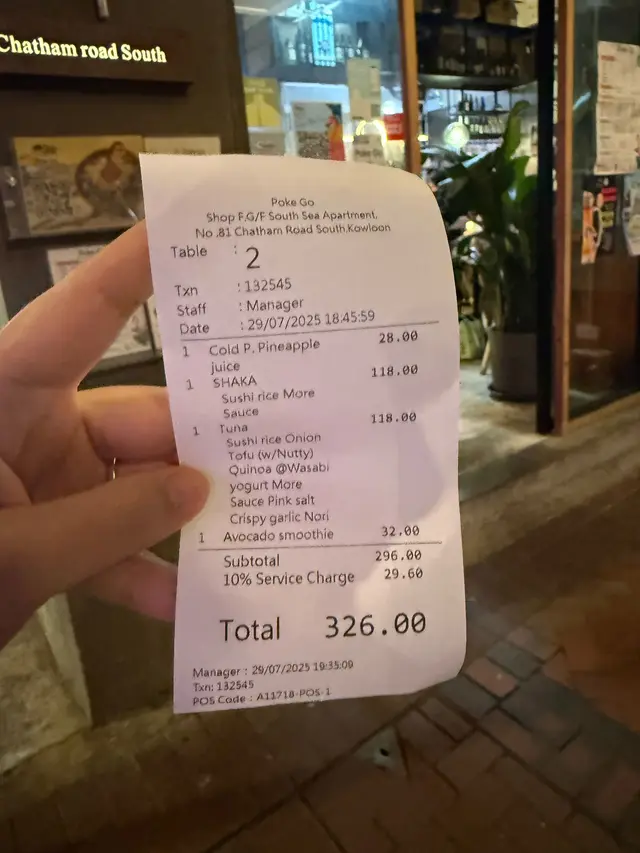 Chatham road South
Poke Go
Shop F,G/F South Sea Apartment,
No .81 Chatham Road South,Kowloon
Table : 2
Txn : 132545
Staff : Manager
Date : 29/07/2025 18:45:59
1 Cold P. Pineapple 28.00
juice
1 SHAKA 118.00
Sushi rice More
Sauce
1 Tuna 118.00
Sushi rice Onion
Tofu (w/Nutty)
Quinoa @Wasabi
yogurt More
Sauce Pink salt
Crispy garlic Nori
1 Avocado smoothie 32.00
Subtotal 296.00
10% Service Charge 29.60
Total 326.00
Manager : 29/07/2025 19:35:09
Txn: 132545
POS Code : A11718-POS-1